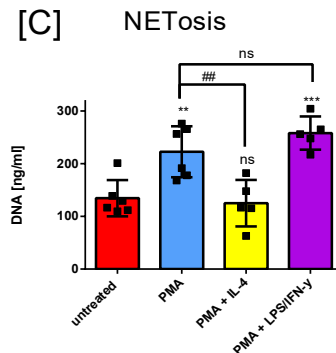 [C] NETosis
ns
##
***
**
ns
300
200
100
0
DNA [ng/ml]
untreated
PMA
PMA + IL-4
PMA + LPS/IFN-y